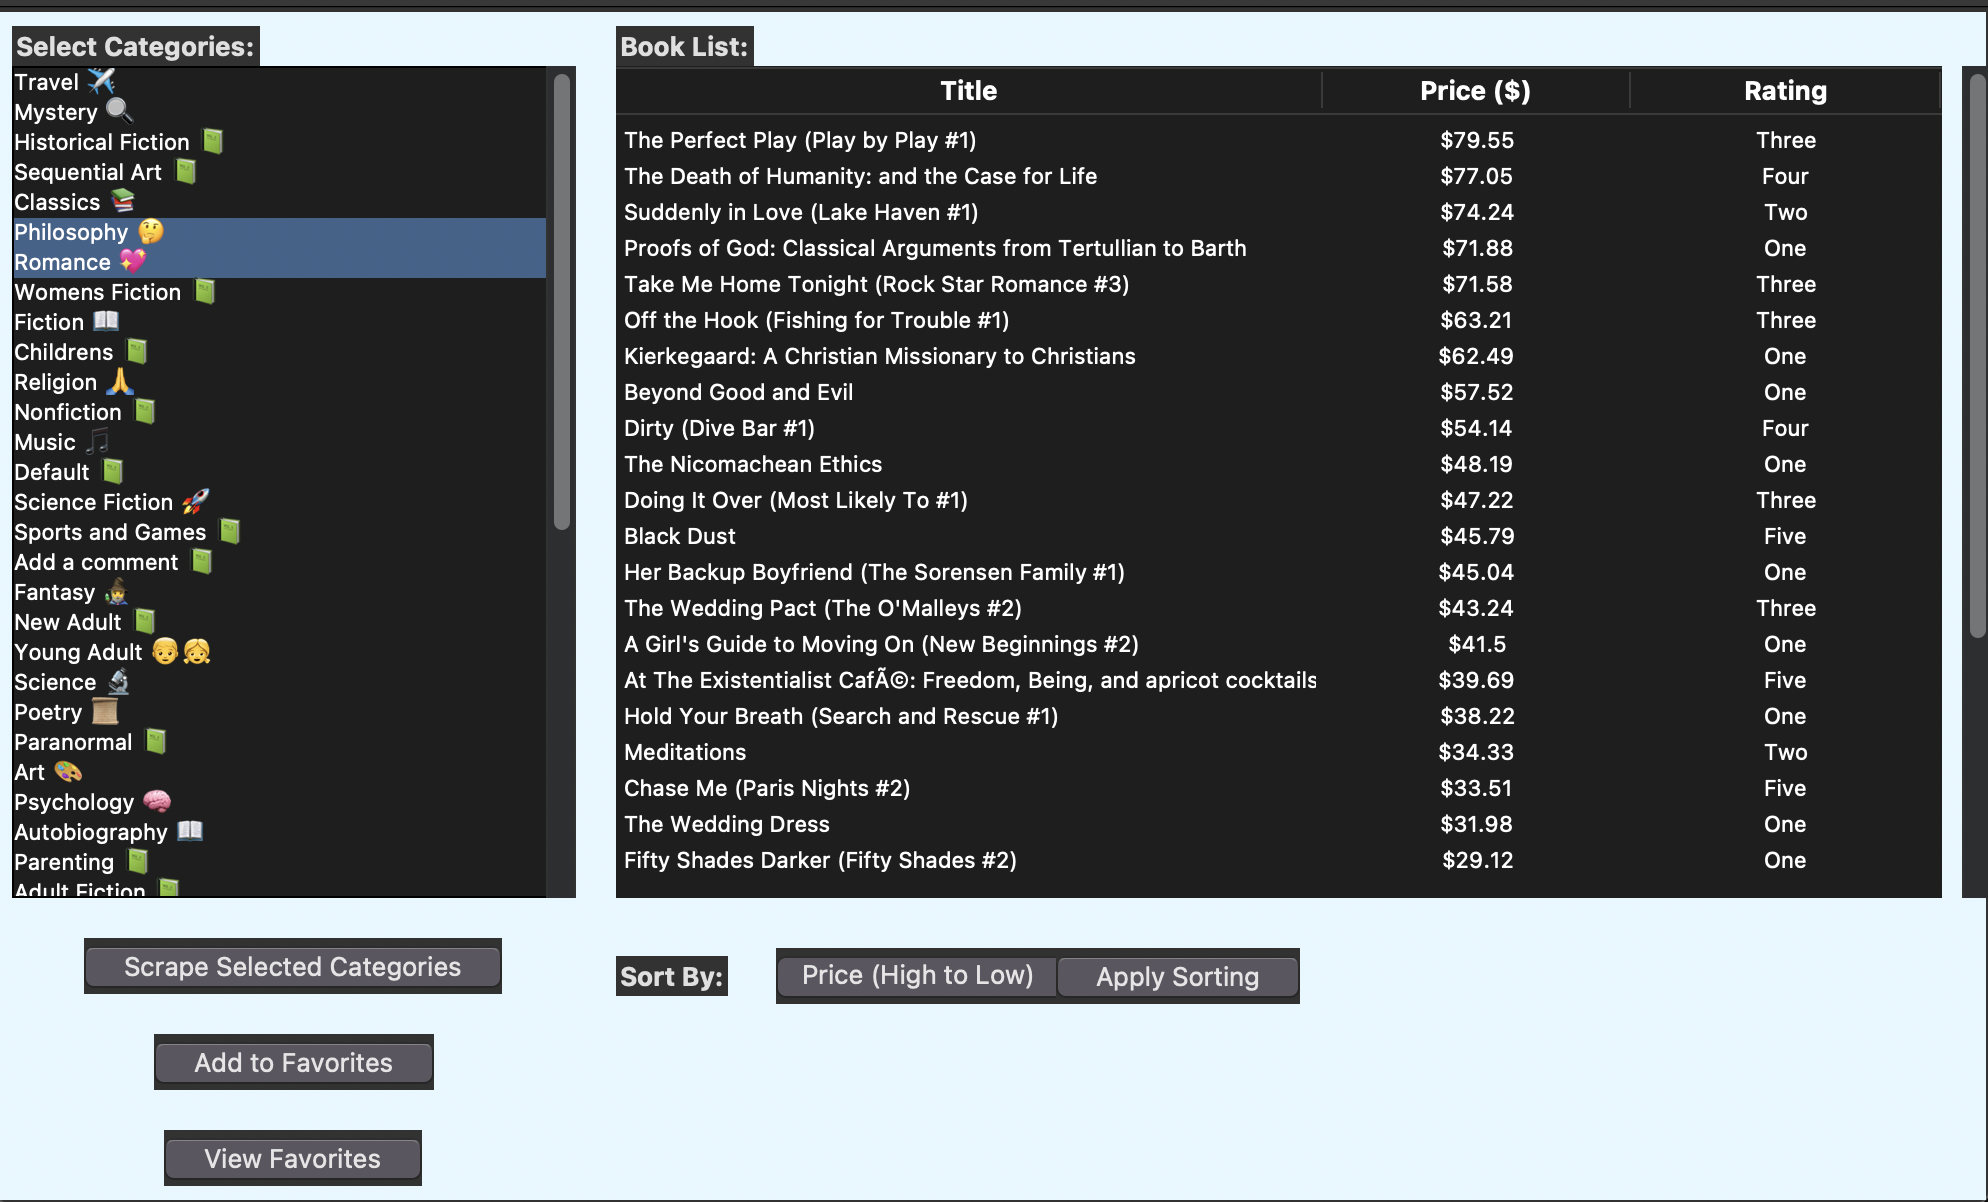 Select Categories:
Travel ✈️
Mystery 🔍
Historical Fiction 📗
Sequential Art 📗
Classics 📚
Philosophy 🤔
Romance 💖
Womens Fiction 📗
Fiction 📖
Childrens 📗
Religion 🙏
Nonfiction 📗
Music 🎵
Default 📗
Science Fiction 🚀
Sports and Games 📗
Add a comment 📗
Fantasy 🧙
New Adult 📗
Young Adult 👦👧
Science 🔬
Poetry 📜
Paranormal 📗
Art 🎨
Psychology 🧠
Autobiography 📖
Parenting 📗
Adult Fiction 📗
Scrape Selected Categories
Add to Favorites
View Favorites
Book List:
Title Price ($) Rating
The Perfect Play (Play by Play #1) $79.55 Three
The Death of Humanity: and the Case for Life $77.05 Four
Suddenly in Love (Lake Haven #1) $74.24 Two
Proofs of God: Classical Arguments from Tertullian to Barth $71.88 One
Take Me Home Tonight (Rock Star Romance #3) $71.58 Three
Off the Hook (Fishing for Trouble #1) $63.21 Three
Kierkegaard: A Christian Missionary to Christians $62.49 One
Beyond Good and Evil $57.52 One
Dirty (Dive Bar #1) $54.14 Four
The Nicomachean Ethics $48.19 One
Doing It Over (Most Likely To #1) $47.22 Three
Black Dust $45.79 Five
Her Backup Boyfriend (The Sorensen Family #1) $45.04 One
The Wedding Pact (The O'Malleys #2) $43.24 Three
A Girl's Guide to Moving On (New Beginnings #2) $41.5 One
At The Existentialist CafÃ©: Freedom, Being, and apricot cocktails $39.69 Five
Hold Your Breath (Search and Rescue #1) $38.22 One
Meditations $34.33 Two
Chase Me (Paris Nights #2) $33.51 Five
The Wedding Dress $31.98 One
Fifty Shades Darker (Fifty Shades #2) $29.12 One
Sort By: Price (High to Low) Apply Sorting